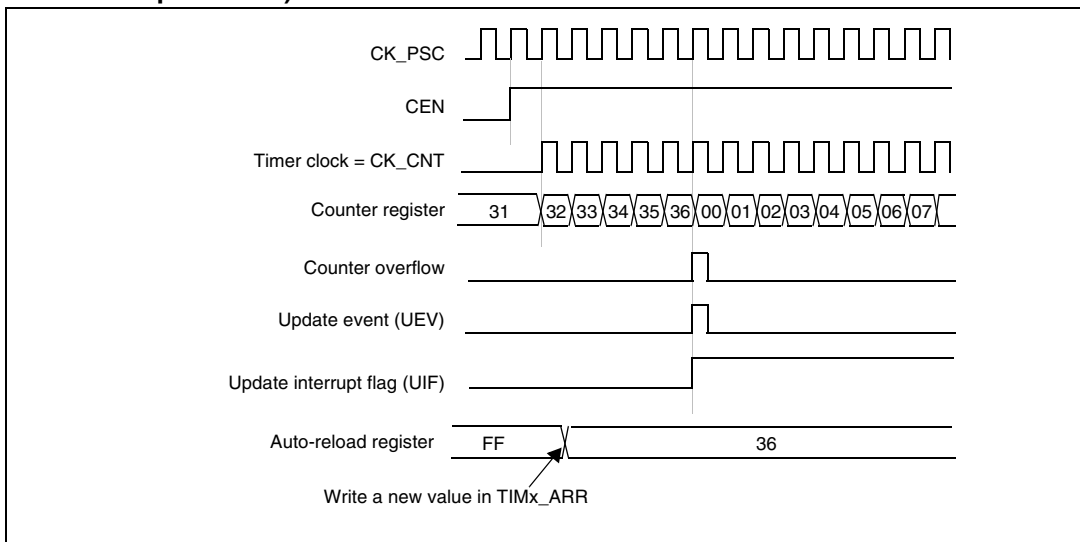 CK_PSC
CEN
Timer clock = CK_CNT
Counter register 31 32 33 34 35 36 00 01 02 03 04 05 06 07
Counter overflow
Update event (UEV)
Update interrupt flag (UIF)
Auto-reload register FF 36
Write a new value in TIMx_ARR